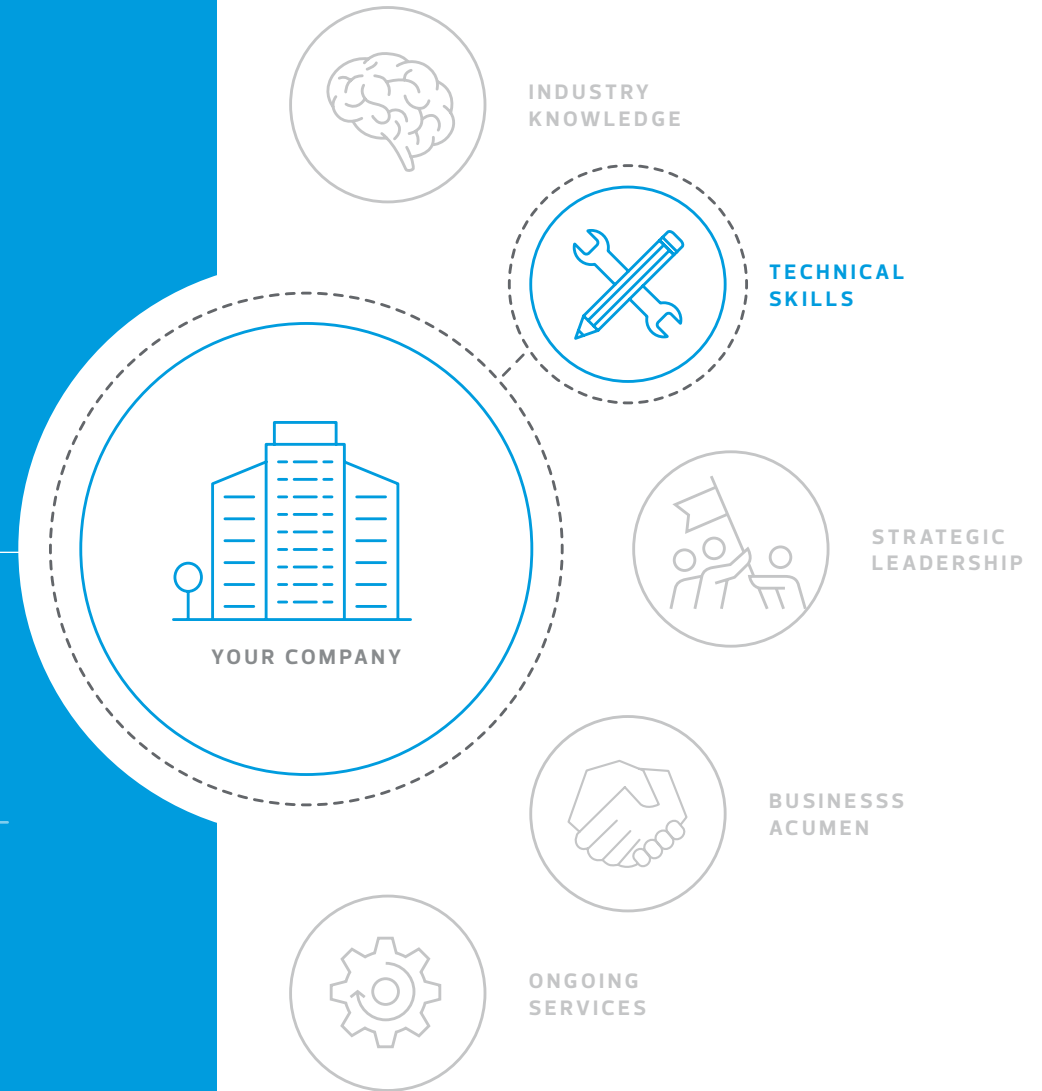 INDUSTRY
KNOWLEDGE
TECHNICAL
SKILLS
STRATEGIC
LEADERSHIP
YOUR COMPANY
BUSINESSS
ACUMEN
ONGOING
SERVICES